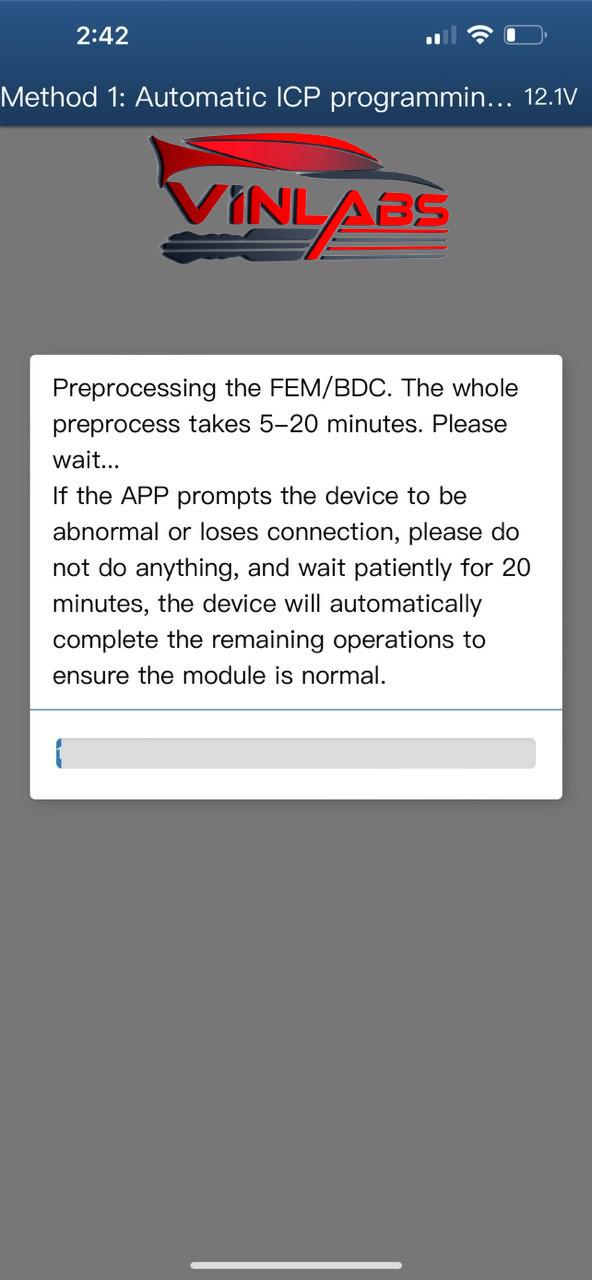 2:42
Method 1: Automatic ICP programmin... 12.1V
VINLABS
Preprocessing the FEM/BDC. The whole
preprocess takes 5–20 minutes. Please
wait...
If the APP prompts the device to be
abnormal or loses connection, please do
not do anything, and wait patiently for 20
minutes, the device will automatically
complete the remaining operations to
ensure the module is normal.